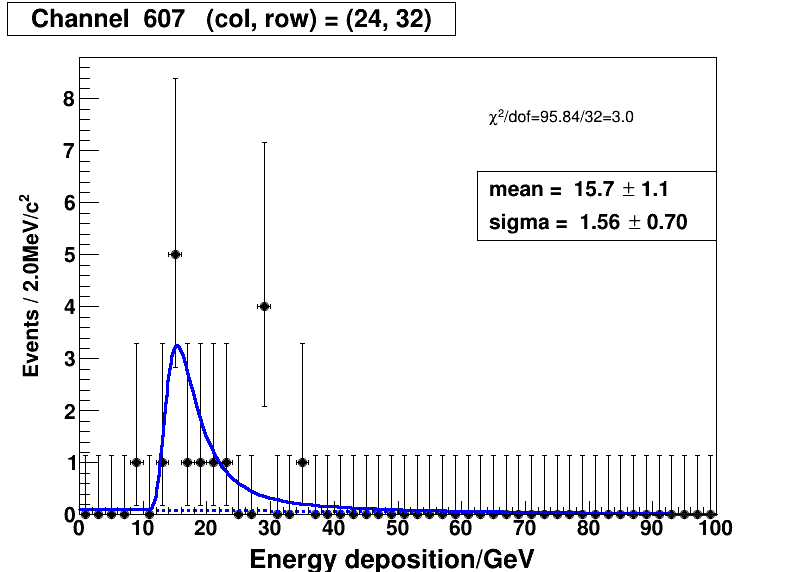 Channel 607 (col, row) = (24, 32)
χ²/dof=95.84/32=3.0
mean = 15.7 ± 1.1
sigma = 1.56 ± 0.70
Events / 2.0MeV/c²
8
7
6
5
4
3
2
1
0
0 10 20 30 40 50 60 70 80 90 100
Energy deposition/GeV